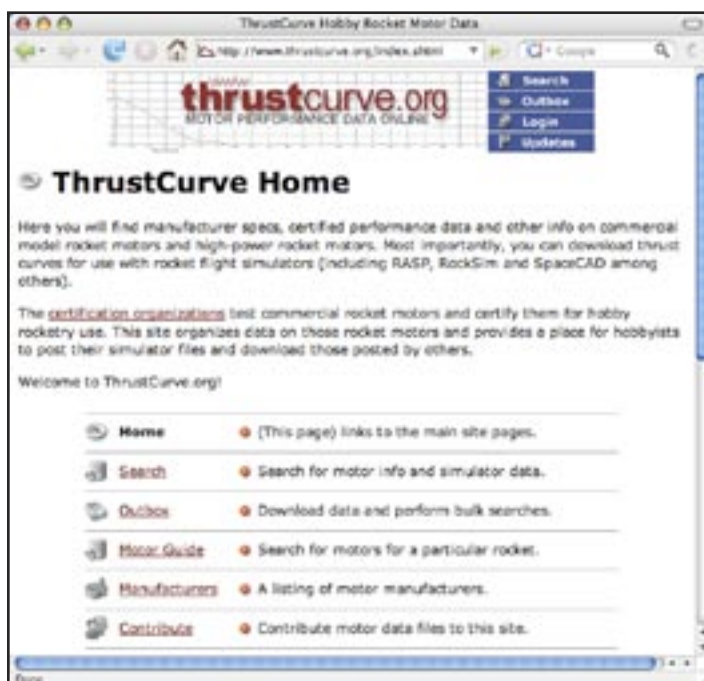 ThrustCurve Hobby Rocket Motor Data
http://www.thrustcurve.org/index.shtml
Google
thrustcurve.org
MOTOR PERFORMANCE DATA ONLINE
Search
Outbox
Login
Updates
ThrustCurve Home
Here you will find manufacturer specs, certified performance data and other info on commercial
model rocket motors and high-power rocket motors. Most importantly, you can download thrust
curves for use with rocket flight simulators (including RASP, RockSim and SpaceCAD among
others).
The certification organizations test commercial rocket motors and certify them for hobby
rocketry use. This site organizes data on those rocket motors and provides a place for hobbyists
to post their simulator files and download those posted by others.
Welcome to ThrustCurve.org!
Home (This page) links to the main site pages.
Search Search for motor info and simulator data.
Outbox Download data and perform bulk searches.
Motor Guide Search for motors for a particular rocket.
Manufacturers A listing of motor manufacturers.
Contribute Contribute motor data files to this site.